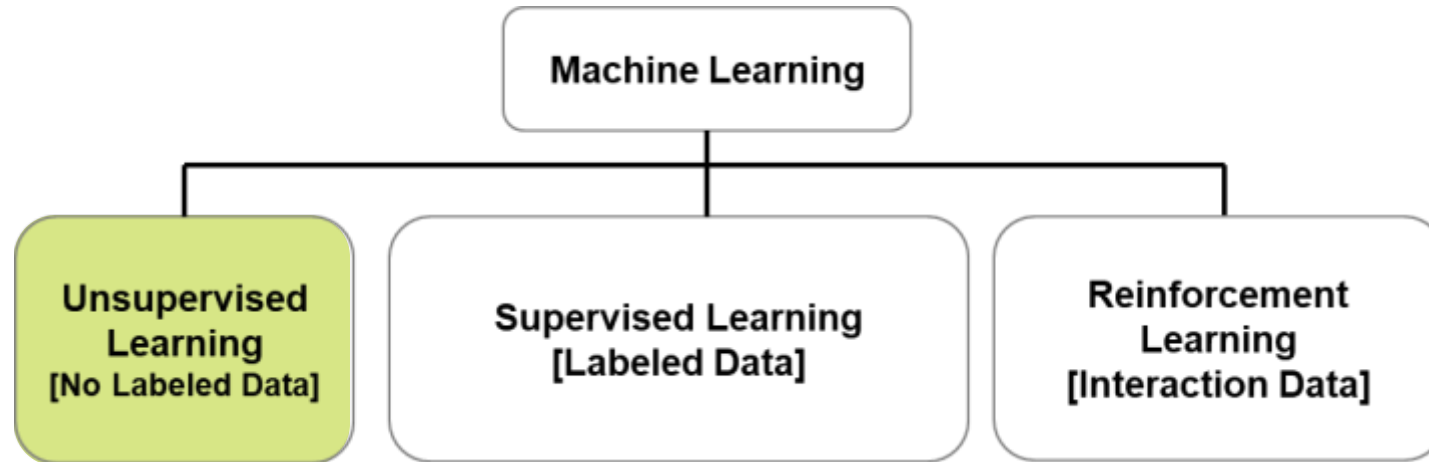 Machine Learning
Unsupervised
Learning
[No Labeled Data]
Supervised Learning
[Labeled Data]
Reinforcement
Learning
[Interaction Data]